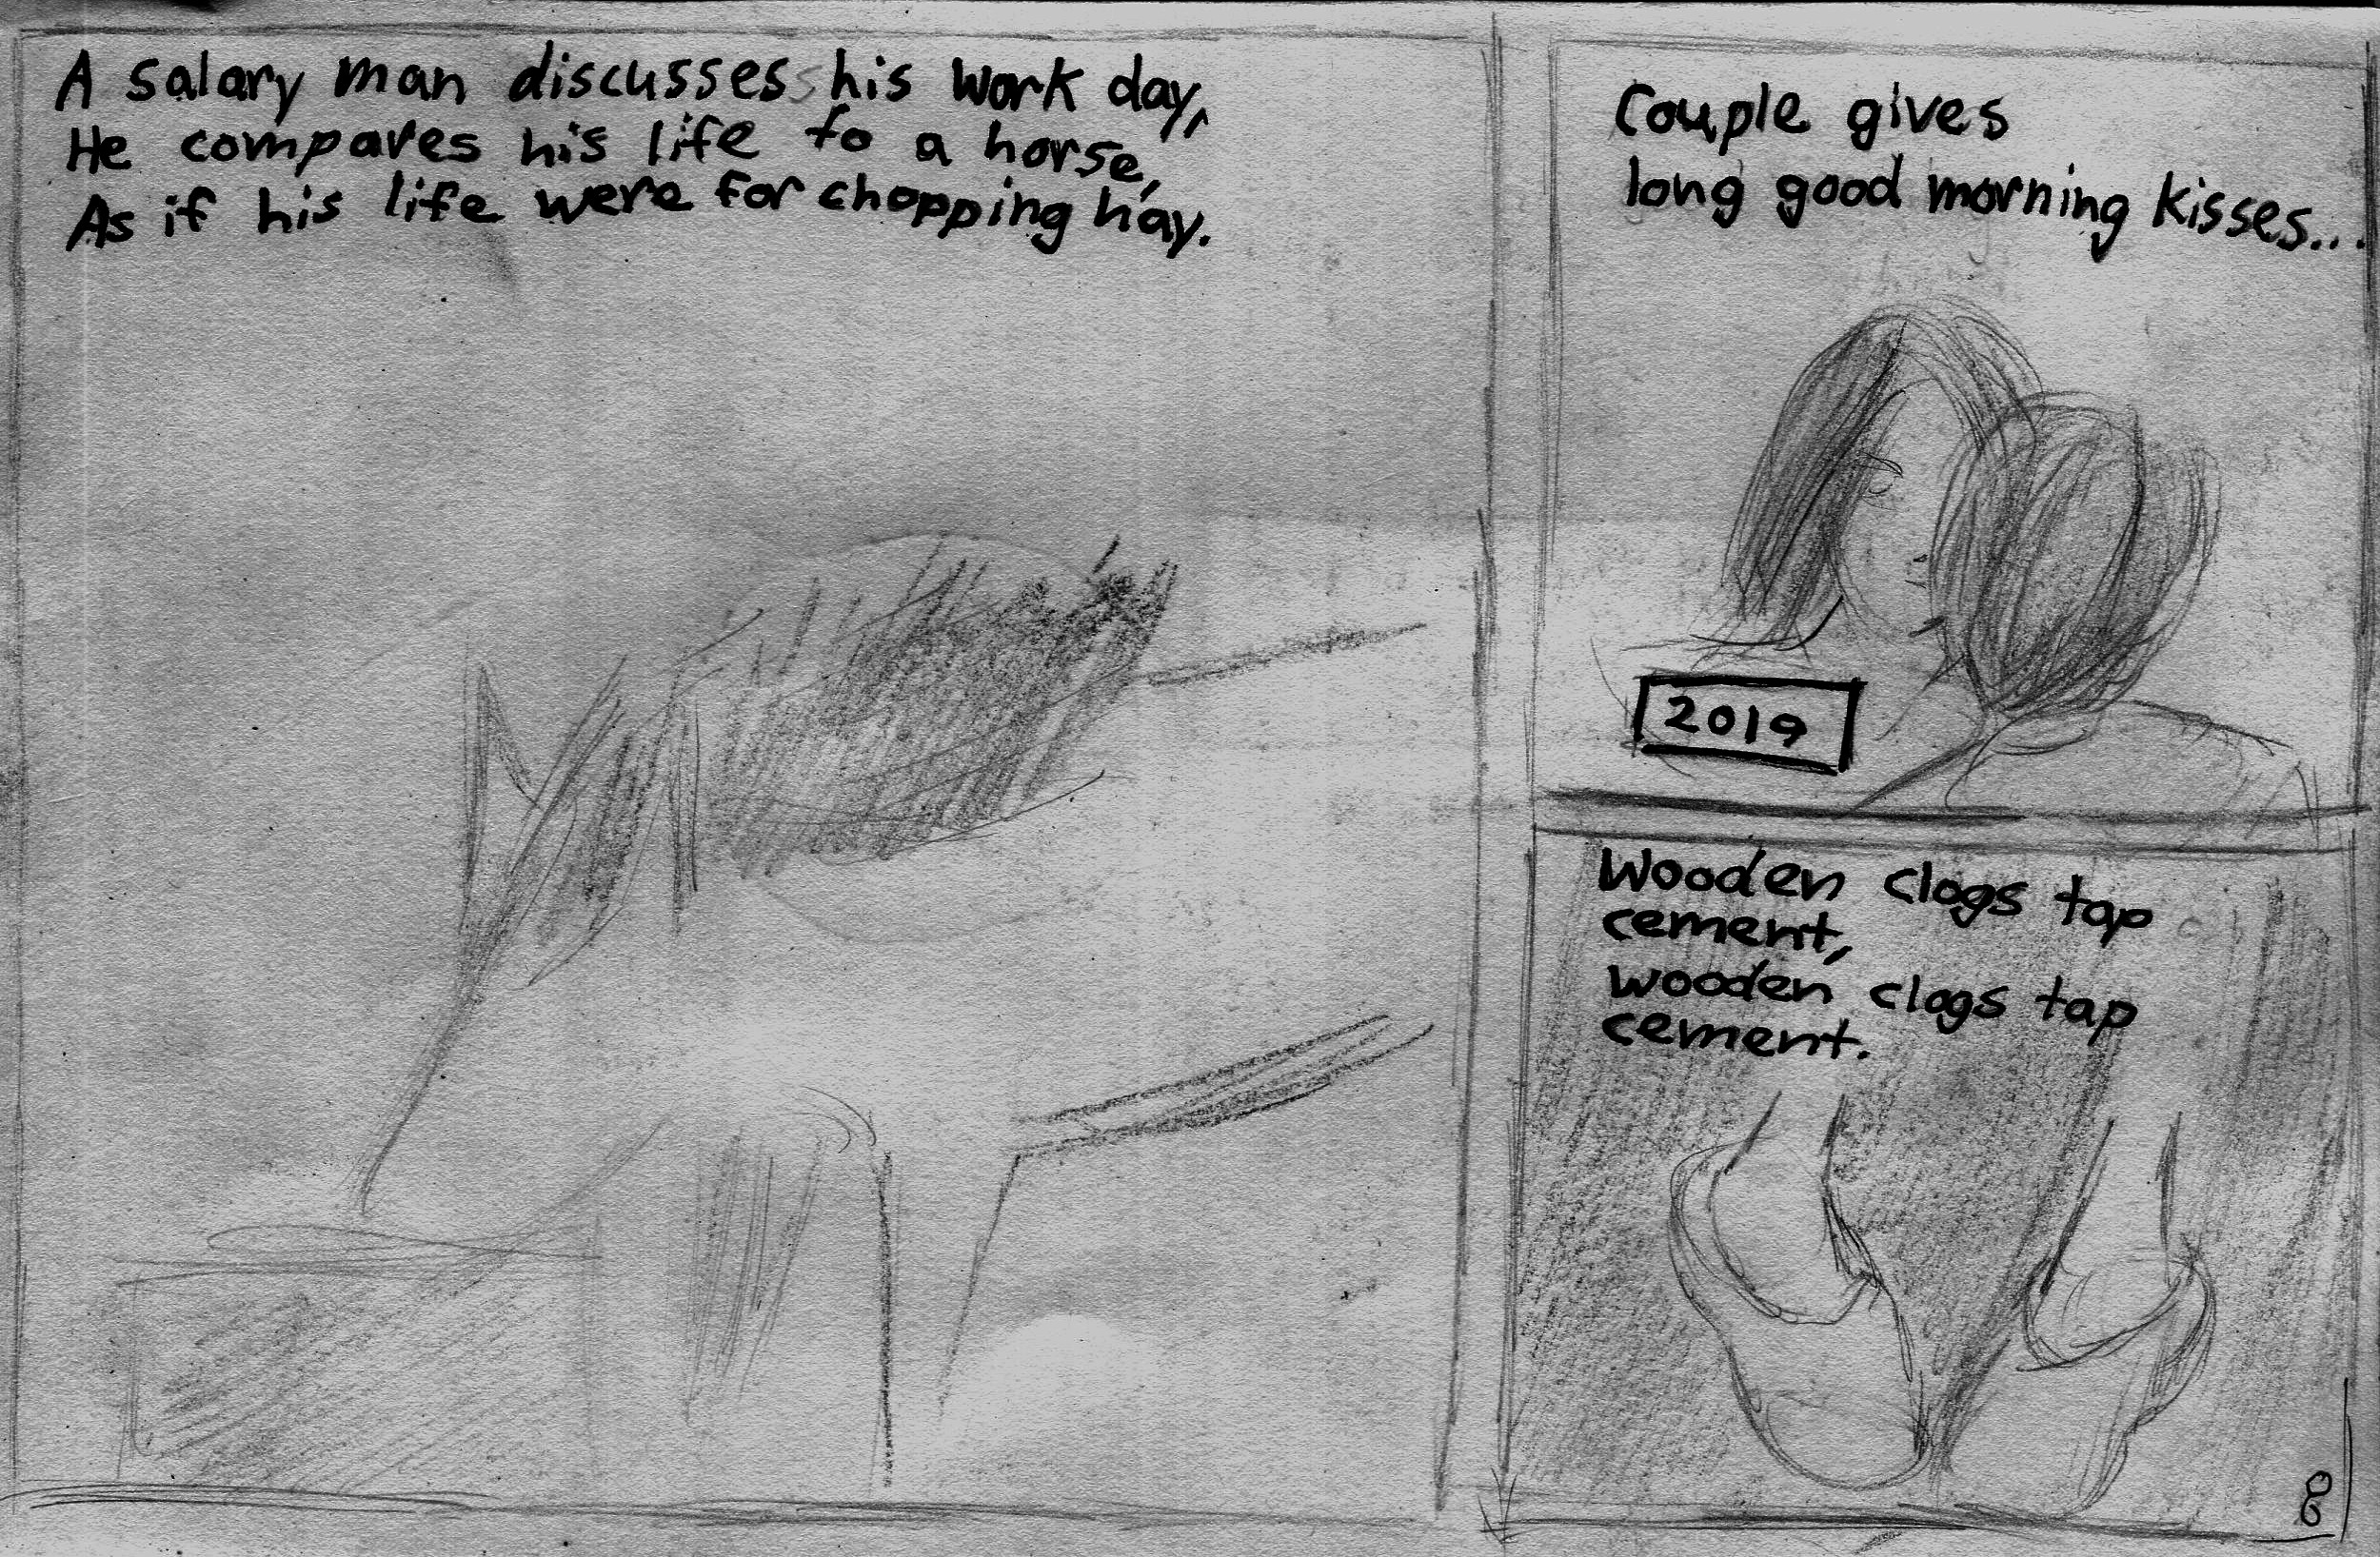 A salary man discusses his work day,
He compares his life to a horse,
As if his life were for chopping hay.
Couple gives
long good morning kisses...
2019
Wooden clogs tap
cement,
wooden clogs tap
cement.
8